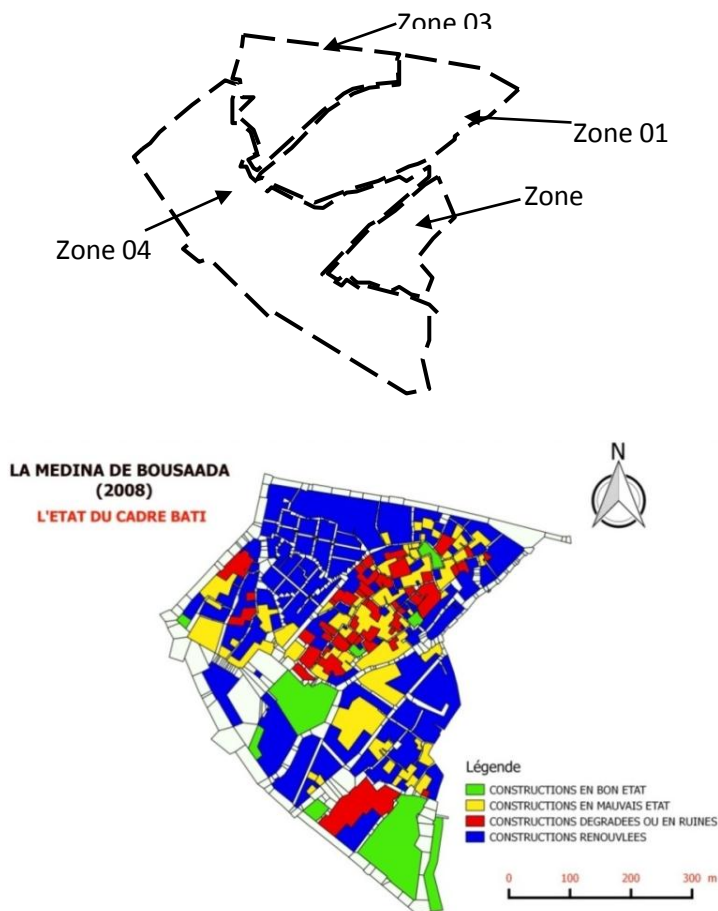 Zone 03
Zone 01
Zone
Zone 04
LA MEDINA DE BOUSAADA
(2008)
L'ETAT DU CADRE BATI
N
Légende
CONSTRUCTIONS EN BON ETAT
CONSTRUCTIONS EN MAUVAIS ETAT
CONSTRUCTIONS DEGRADEES OU EN RUINES
CONSTRUCTIONS RENOUVLEES
0 100 200 300 m